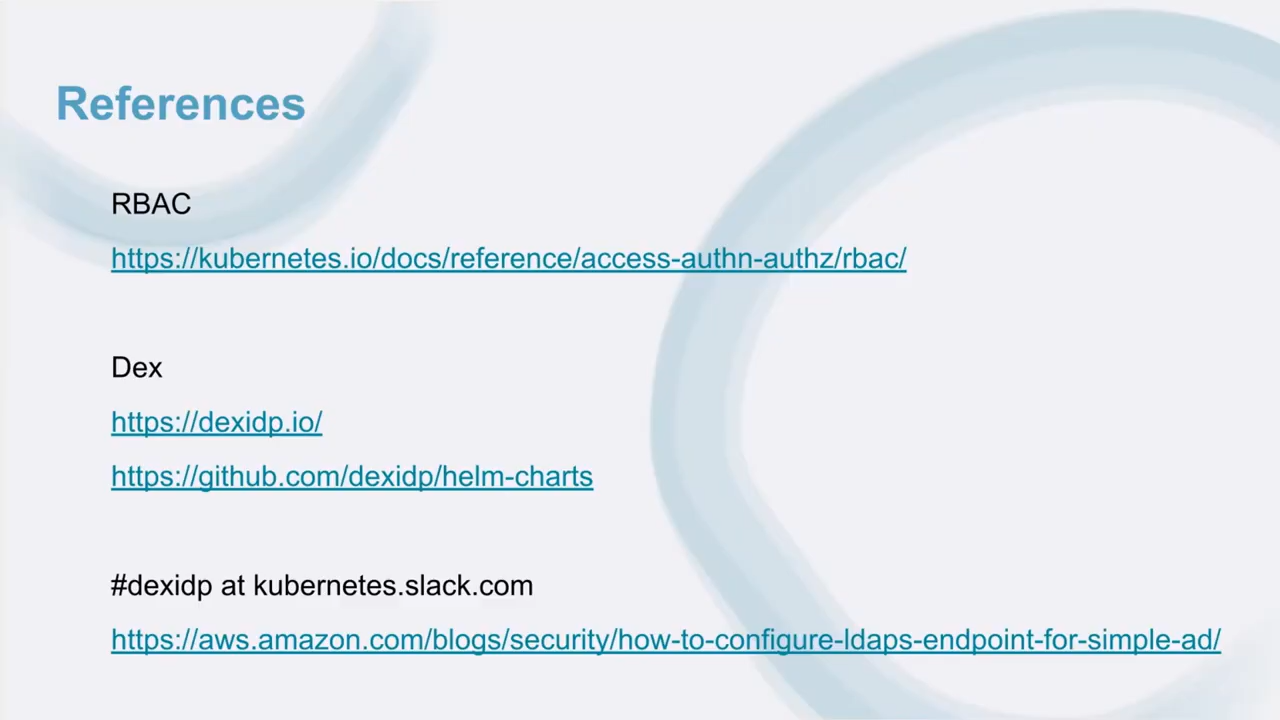 References
RBAC
https://kubernetes.io/docs/reference/access-authn-authz/rbac/
Dex
https://dexidp.io/
https://github.com/dexidp/helm-charts
#dexidp at kubernetes.slack.com
https://aws.amazon.com/blogs/security/how-to-configure-ldaps-endpoint-for-simple-ad/